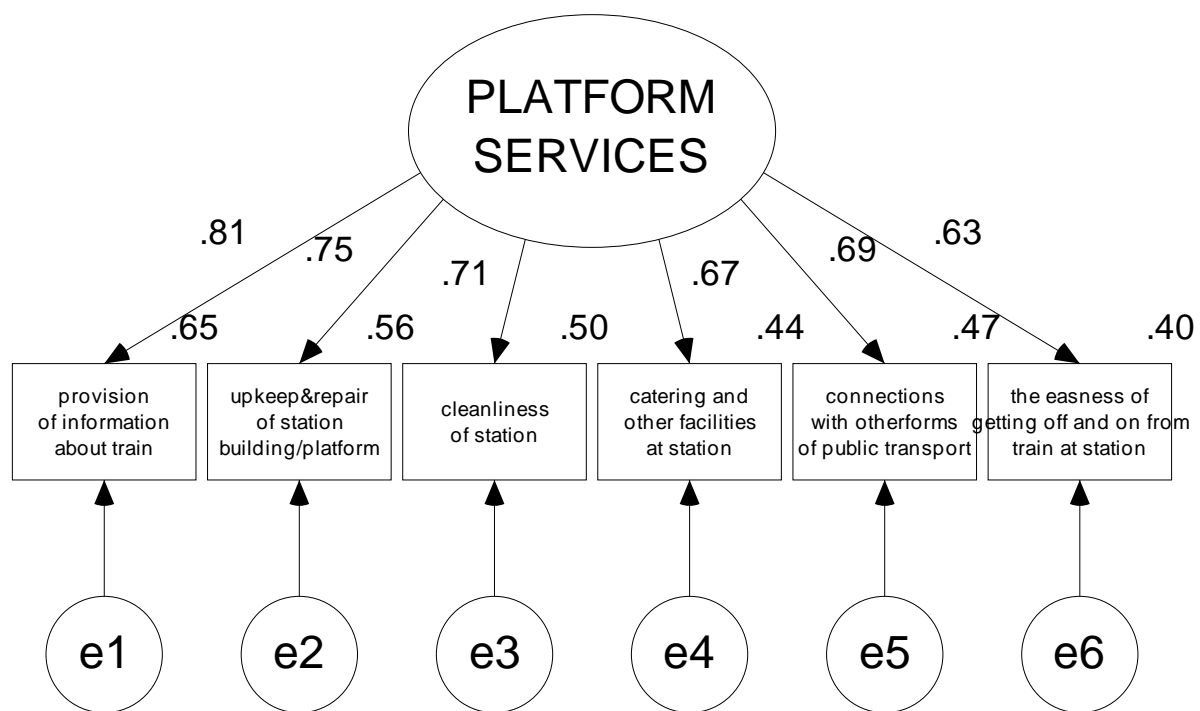 PLATFORM
SERVICES
.81
.75
.71
.67
.69
.63
.65
.56
.50
.44
.47
.40
provision
of information
about train
upkeep&repair
of station
building/platform
cleanliness
of station
catering and
other facilities
at station
connections
with otherforms
of public transport
the easness of
getting off and on from
train at station
e1
e2
e3
e4
e5
e6